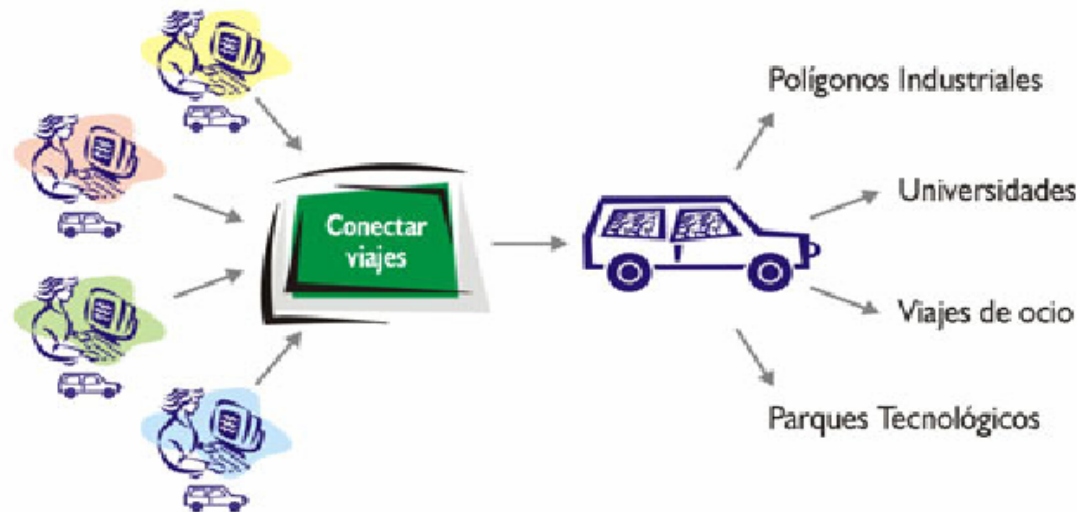 Polígonos Industriales
Universidades
Conectar
viajes
Viajes de ocio
Parques Tecnológicos